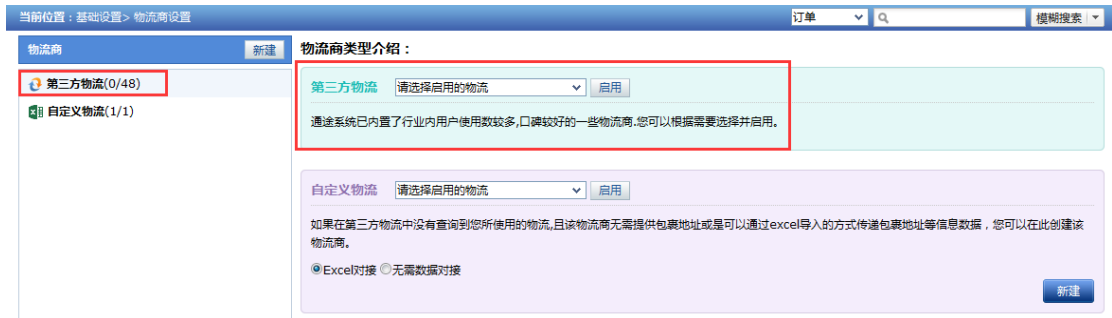 当前位置：基础设置> 物流商设置
订单
模糊搜索
物流商
新建
第三方物流(0/48)
自定义物流(1/1)
物流商类型介绍：
第三方物流 请选择启用的物流 启用
通途系统已内置了行业内用户使用数较多,口碑较好的一些物流商.您可以根据需要选择并启用。
自定义物流 请选择启用的物流 启用
如果在第三方物流中没有查询到您所使用的物流,且该物流商无需提供包裹地址或是可以通过excel导入的方式传递包裹地址等信息数据，您可以在此创建该
物流商。
Excel对接 无需数据对接
新建